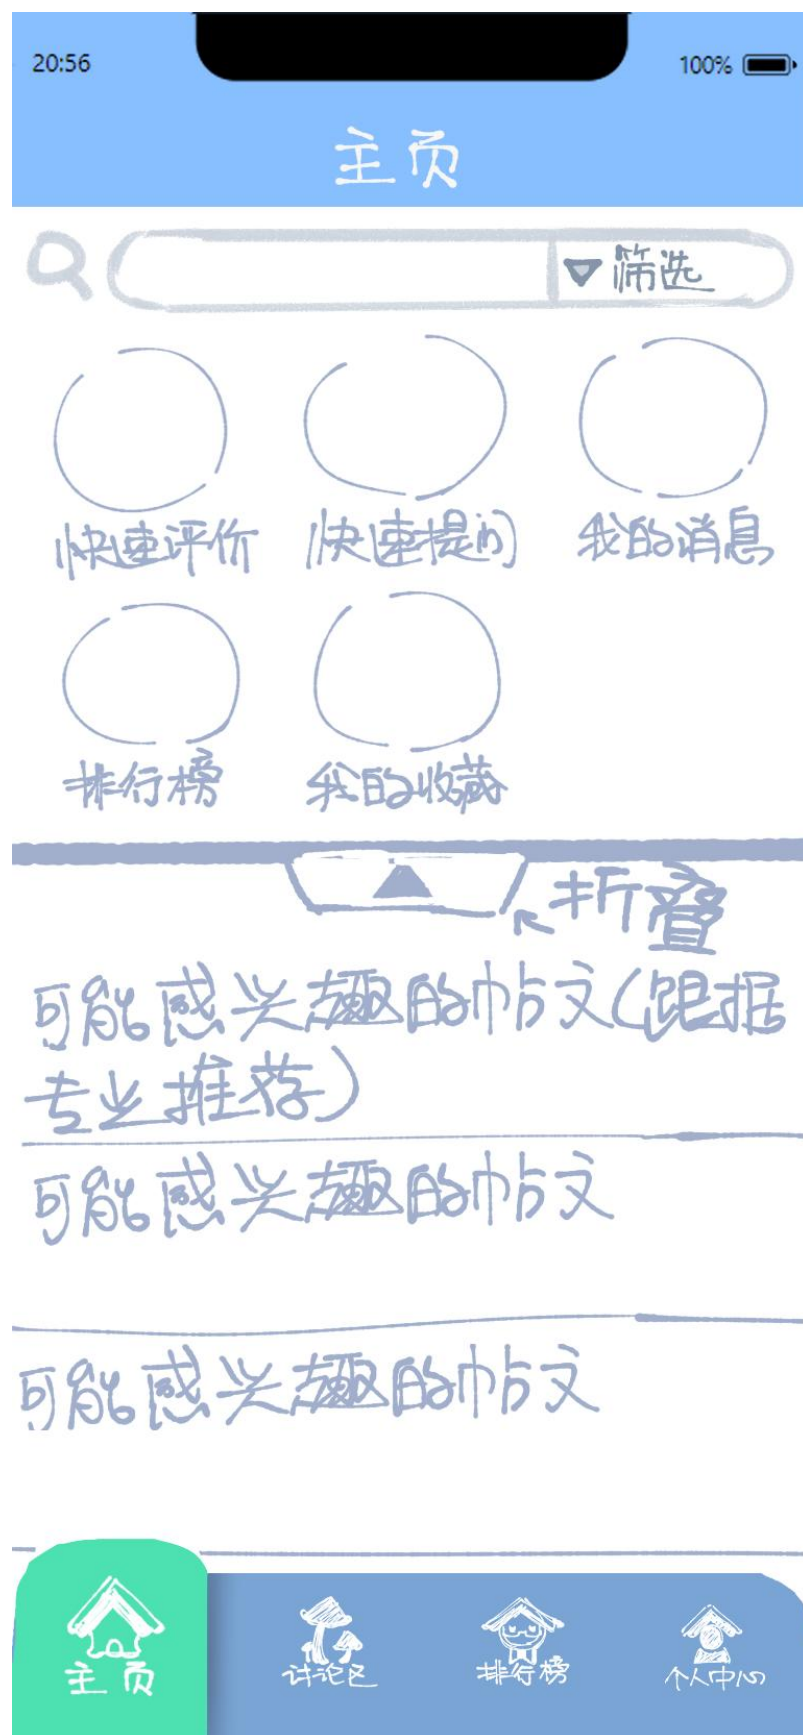 20:56 100%
主页
筛选
快速评价 快速提问 我的消息
排行榜 我的收藏
折叠
可能感兴趣的帖文(跟据
专业推荐)
可能感兴趣的帖文
可能感兴趣的帖文
主页 讨论区 排行榜 个人中心